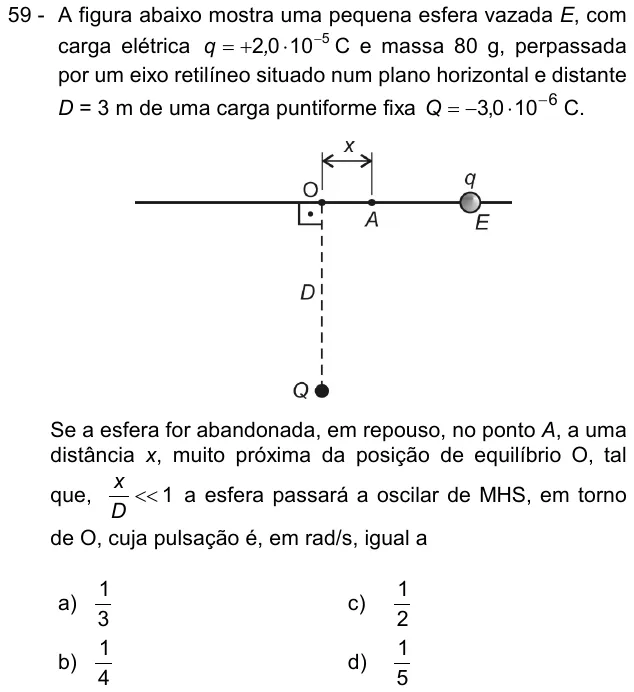 59 - A figura abaixo mostra uma pequena esfera vazada E, com
carga elétrica q = +2,0 · 10⁻⁵ C e massa 80 g, perpassada
por um eixo retilíneo situado num plano horizontal e distante
D = 3 m de uma carga puntiforme fixa Q = −3,0 · 10⁻⁶ C.
x
O
q
A
E
D
Q
Se a esfera for abandonada, em repouso, no ponto A, a uma
distância x, muito próxima da posição de equilíbrio O, tal
que, x/D << 1 a esfera passará a oscilar de MHS, em torno
de O, cuja pulsação é, em rad/s, igual a
a) 1/3 c) 1/2
b) 1/4 d) 1/5